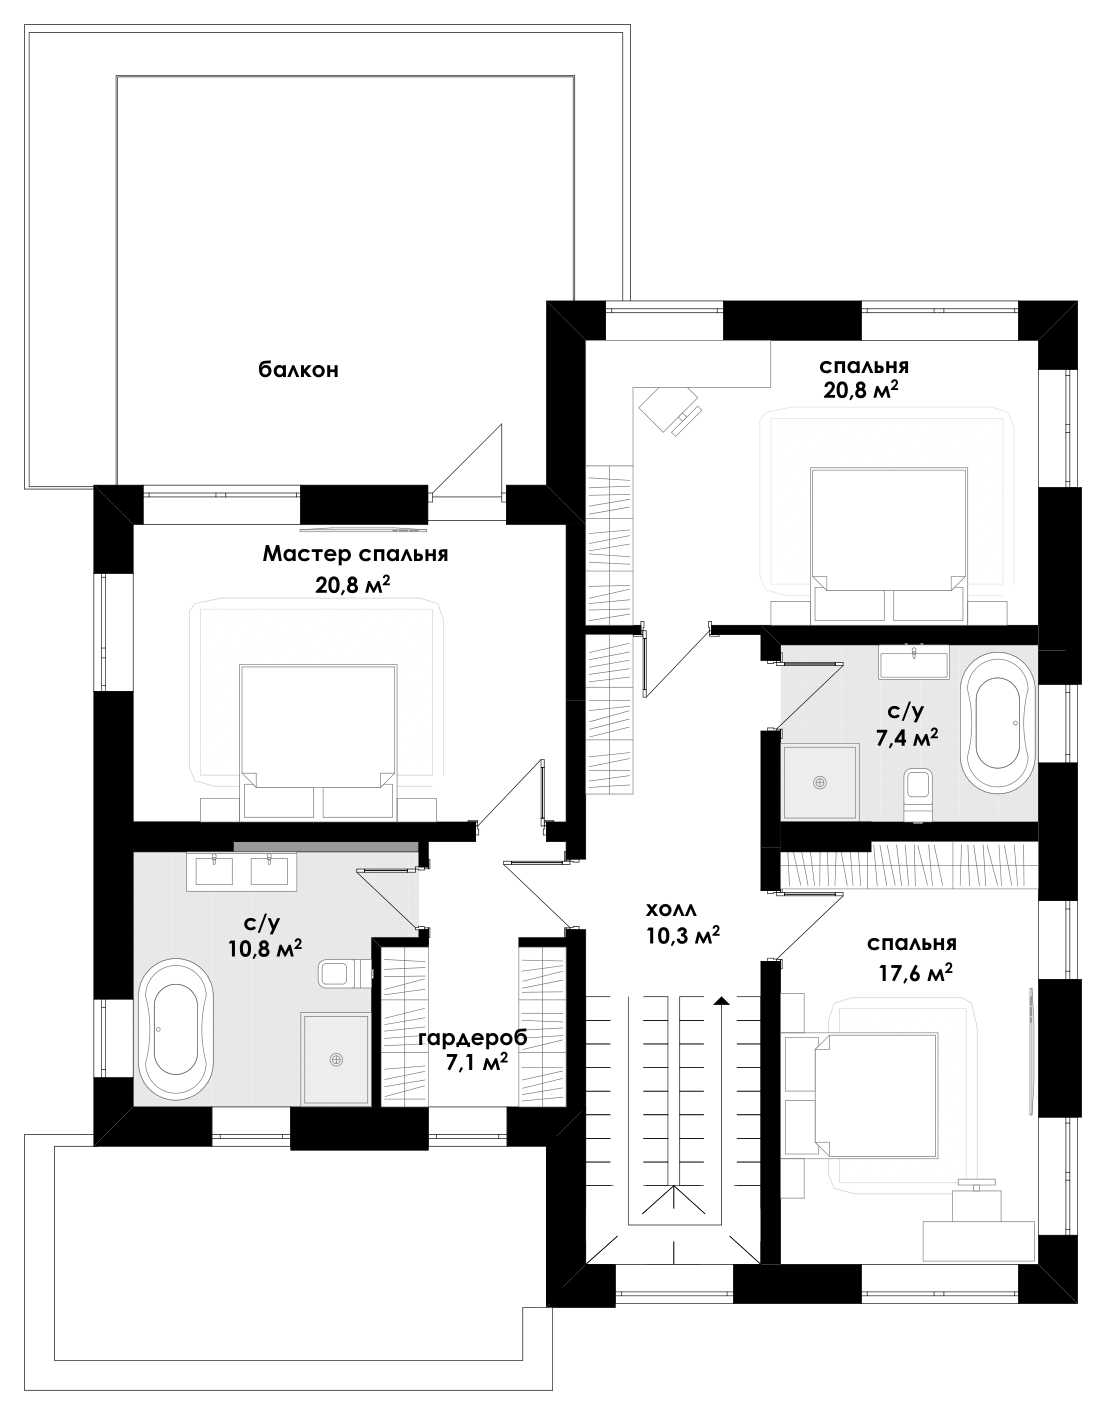 балкон
спальня
20,8 м²
Мастер спальня
20,8 м²
с/у
7,4 м²
с/у
10,8 м²
холл
10,3 м²
спальня
17,6 м²
гардероб
7,1 м²